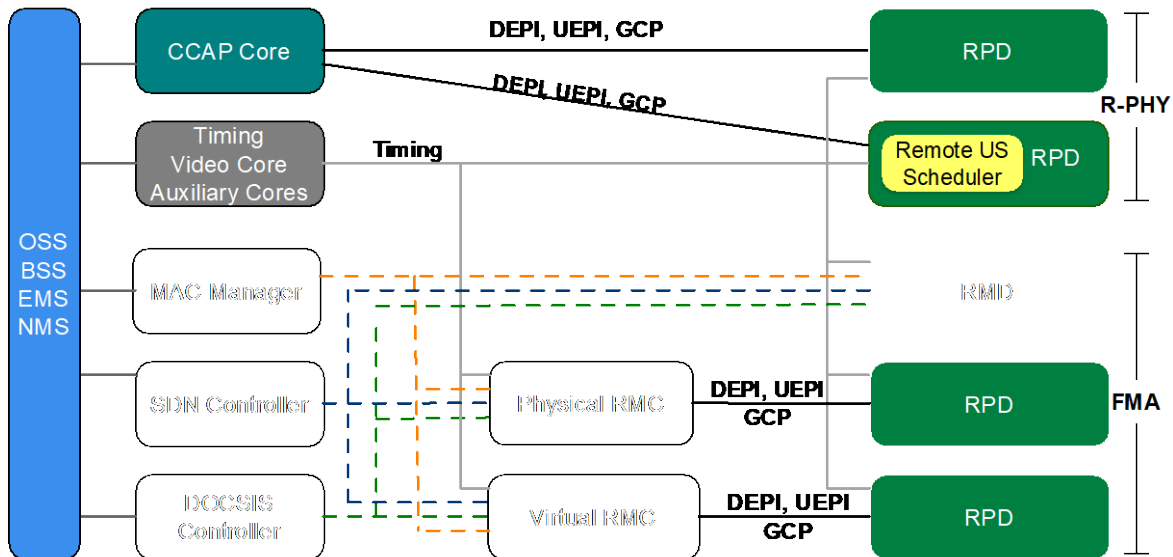 OSS
BSS
EMS
NMS
CCAP Core
DEPI, UEPI, GCP
RPD
DEPI, UEPI, GCP
R-PHY
Timing
Video Core
Auxiliary Cores
Timing
Remote US
Scheduler
RPD
MAC Manager
RMD
SDN Controller
Physical RMC
DEPI, UEPI
GCP
RPD
FMA
DOCSIS
Controller
Virtual RMC
DEPI, UEPI
GCP
RPD